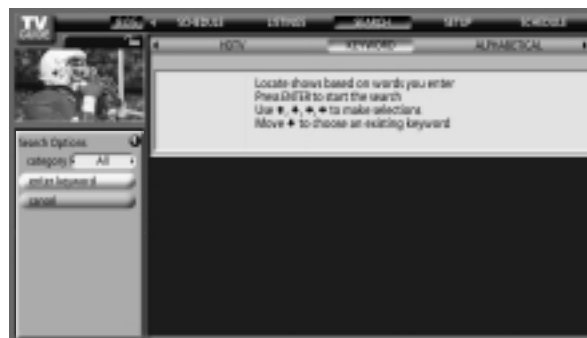 TV
GUIDE
SCHEDULE LISTINGS SEARCH SETUP SCHEDULE
HDTV KEYWORD ALPHABETICAL
Locate shows based on words you enter
Press ENTER to start the search
Use to make selections
Move to choose an existing keyword
Search Options
category All
enter keyword
cancel